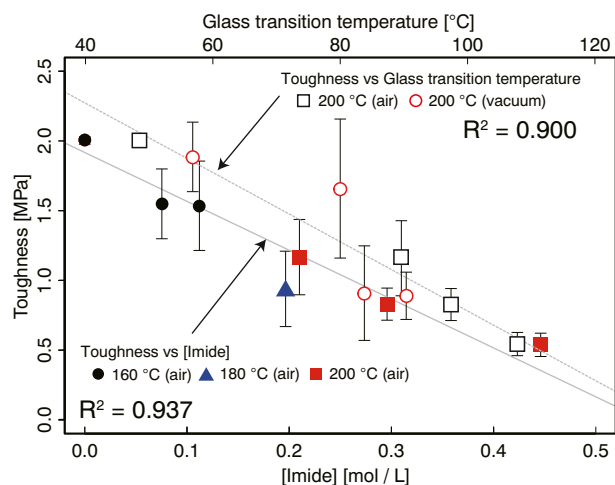 Glass transition temperature [°C]
40 60 80 100 120
Toughness vs Glass transition temperature
200 °C (air) 200 °C (vacuum)
R² = 0.900
Toughness [MPa]
2.5
2.0
1.5
1.0
0.5
0.0
Toughness vs [Imide]
160 °C (air) 180 °C (air) 200 °C (air)
R² = 0.937
0.0 0.1 0.2 0.3 0.4 0.5
[Imide] [mol / L]